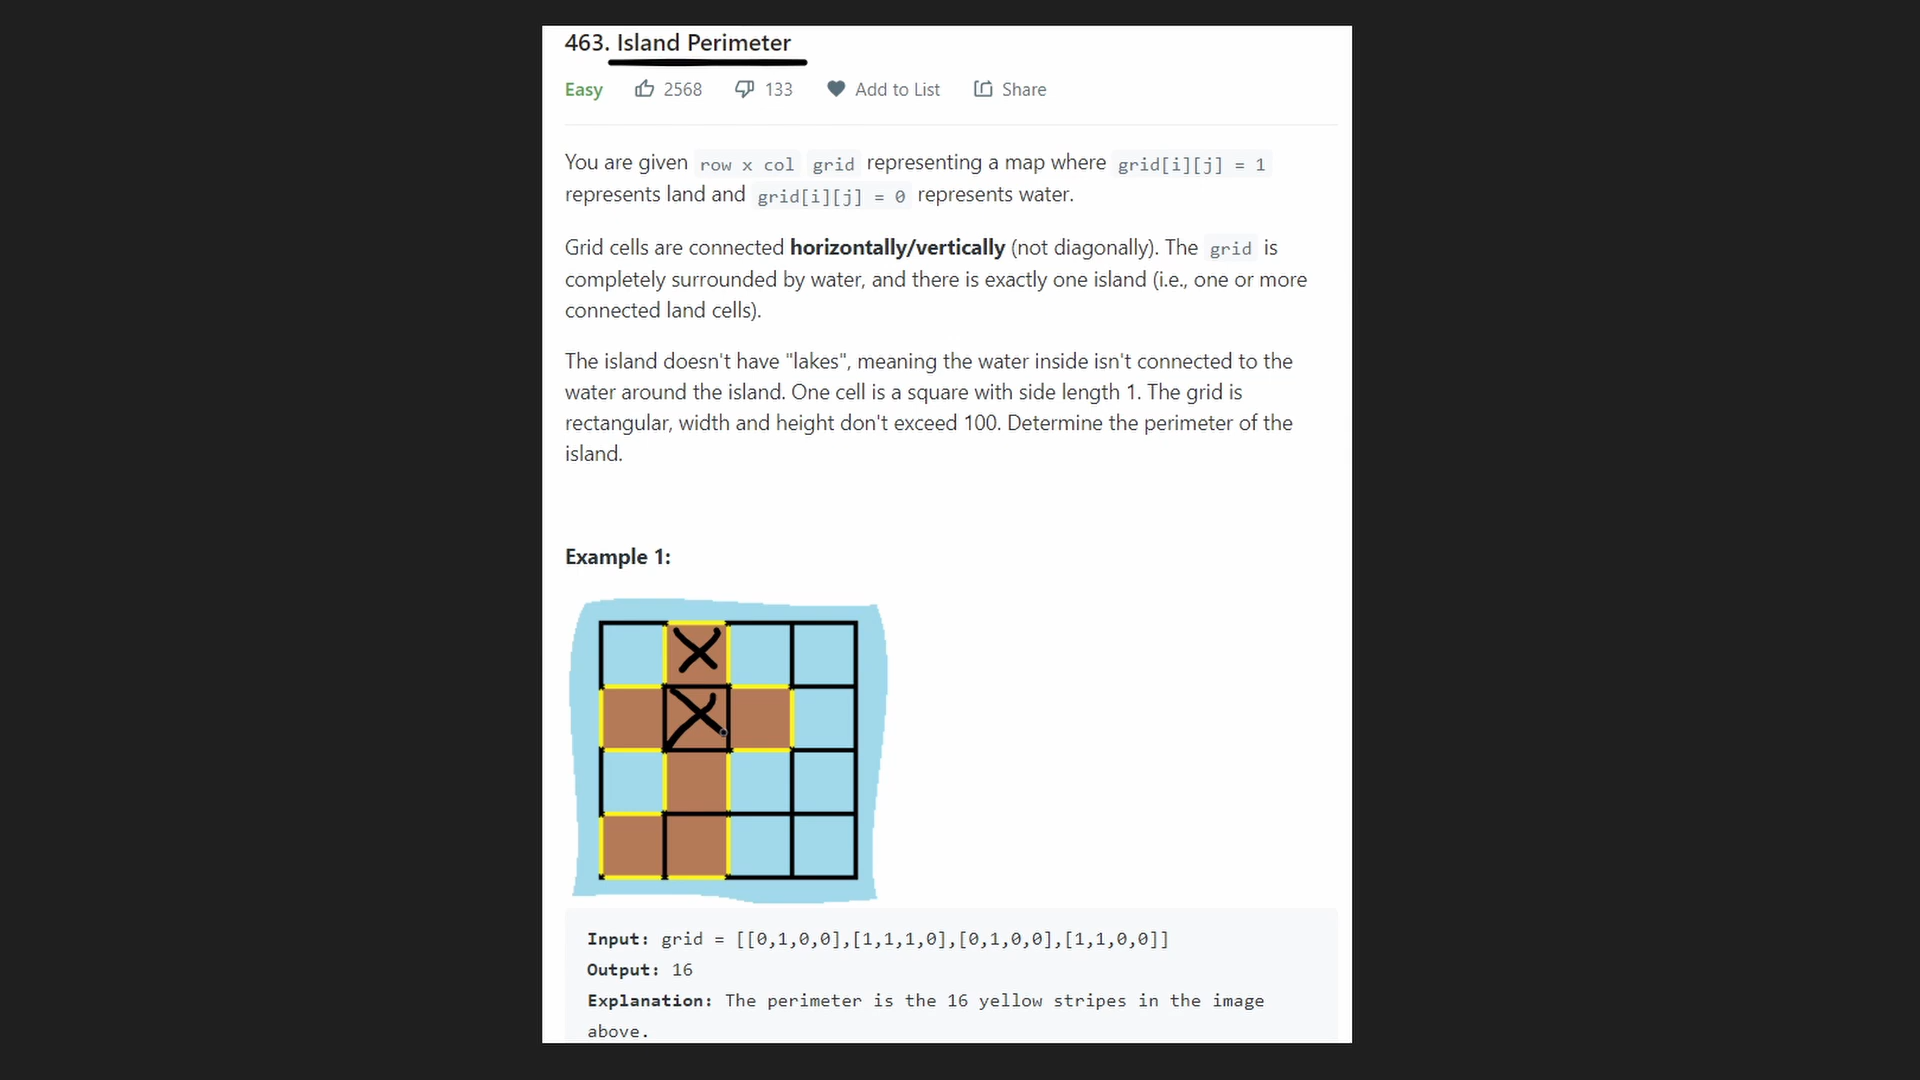 463. Island Perimeter
Easy 2568 133 Add to List Share
You are given row x col grid representing a map where grid[i][j] = 1
represents land and grid[i][j] = 0 represents water.
Grid cells are connected horizontally/vertically (not diagonally). The grid is
completely surrounded by water, and there is exactly one island (i.e., one or more
connected land cells).
The island doesn't have "lakes", meaning the water inside isn't connected to the
water around the island. One cell is a square with side length 1. The grid is
rectangular, width and height don't exceed 100. Determine the perimeter of the
island.
Example 1:
Input: grid = [[0,1,0,0],[1,1,1,0],[0,1,0,0],[1,1,0,0]]
Output: 16
Explanation: The perimeter is the 16 yellow stripes in the image
above.